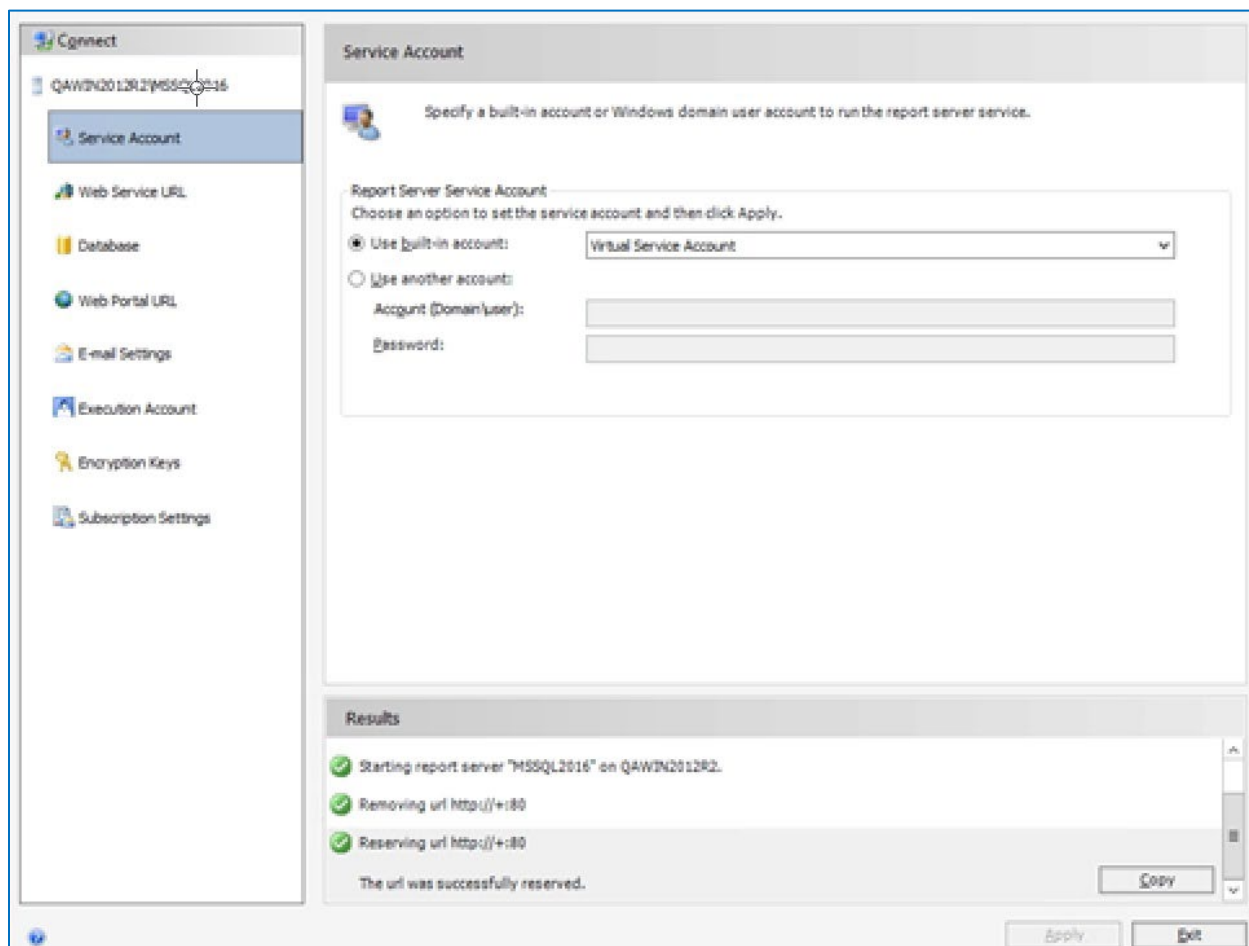 Connect
QAWIN2012R2\MSSQL2016
Service Account
Web Service URL
Database
Web Portal URL
E-mail Settings
Execution Account
Encryption Keys
Subscription Settings
Service Account
Specify a built-in account or Windows domain user account to run the report server service.
Report Server Service Account
Choose an option to set the service account and then click Apply.
Use built-in account:
Virtual Service Account
Use another account:
Account (Domain\user):
Password:
Results
Starting report server "MSSQL2016" on QAWIN2012R2.
Removing url http://+:80
Reserving url http://+:80
The url was successfully reserved.
Copy
Apply
Exit